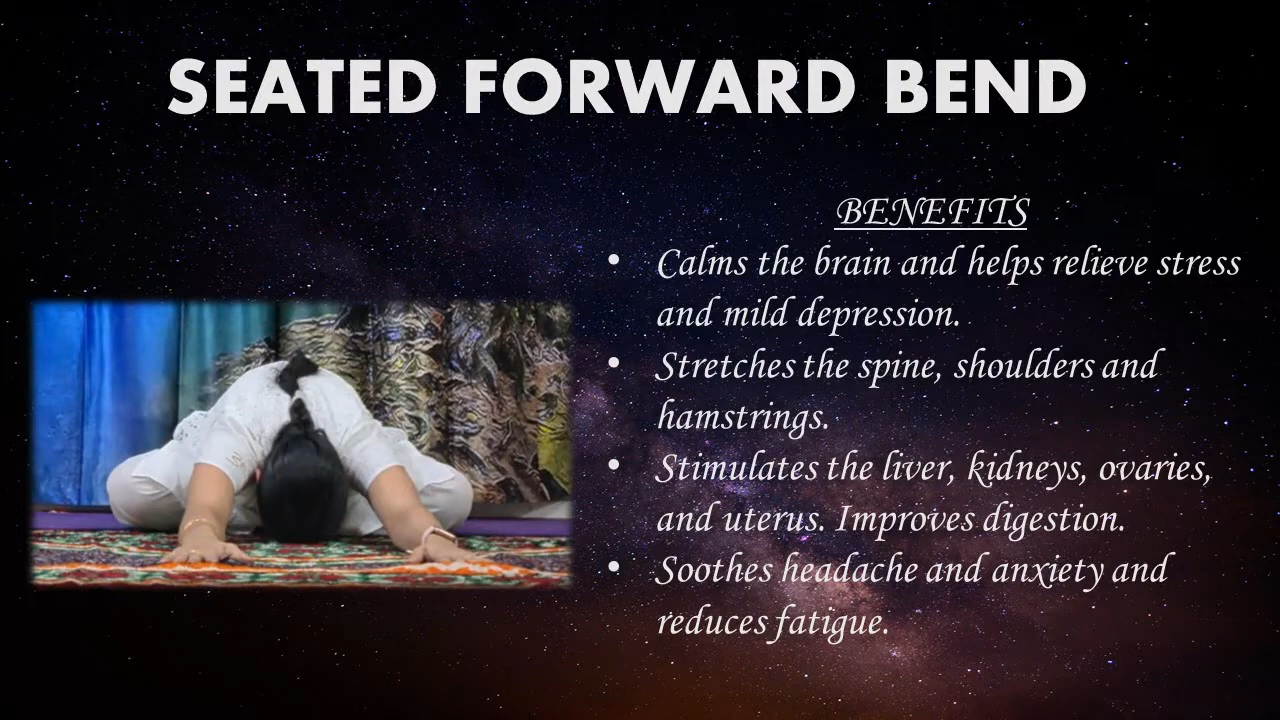 SEATED FORWARD BEND
BENEFITS
• Calms the brain and helps relieve stress
and mild depression.
• Stretches the spine, shoulders and
hamstrings.
• Stimulates the liver, kidneys, ovaries,
and uterus. Improves digestion.
• Soothes headache and anxiety and
reduces fatigue.